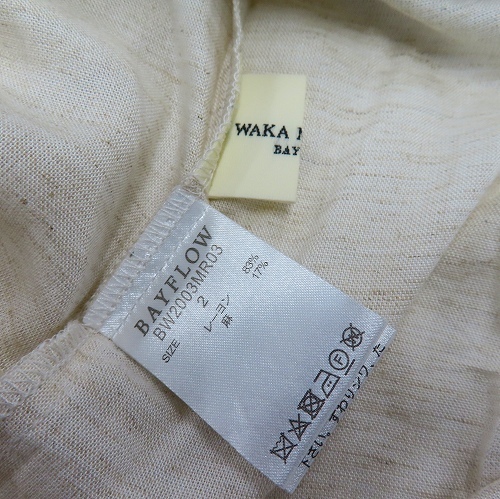 WAKA
BAY
BAYFLOW
BW2003MR03
SIZE 2
レーヨン 83%
麻 17%